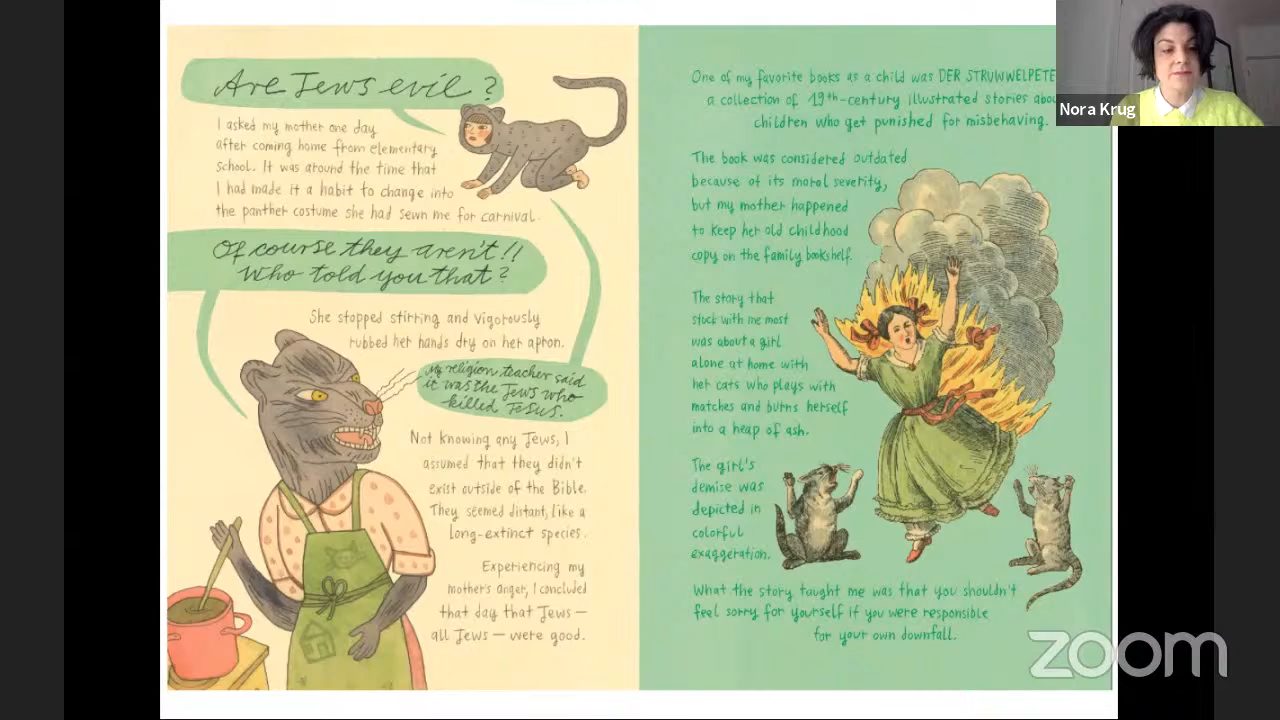 Are Jews evil?
I asked my mother one day
after coming home from elementary
school. It was around the time that
I had made it a habit to change into
the panther costume she had sewn me for carnival.
Of course they aren't!!
Who told you that?
She stopped stirring and vigorously
rubbed her hands dry on her apron.
My religion teacher said
it was the Jews who
killed Jesus.
Not knowing any Jews, I
assumed that they didn't
exist outside of the Bible.
They seemed distant, like a
long-extinct species.
Experiencing my
mother's anger, I concluded
that day that Jews —
all Jews — were good.
One of my favorite books as a child was DER STRUWWELPETE
a collection of 19th-century illustrated stories abou
children who get punished for misbehaving.
The book was considered outdated
because of its moral severity,
but my mother happened
to keep her old childhood
copy on the family bookshelf.
The story that
stuck with me most
was about a girl
alone at home with
her cats who plays with
matches and burns herself
into a heap of ash.
The girl's
demise was
depicted in
colorful
exaggeration.
What the story taught me was that you shouldn't
feel sorry for yourself if you were responsible
for your own downfall.
Nora Krug
zoom